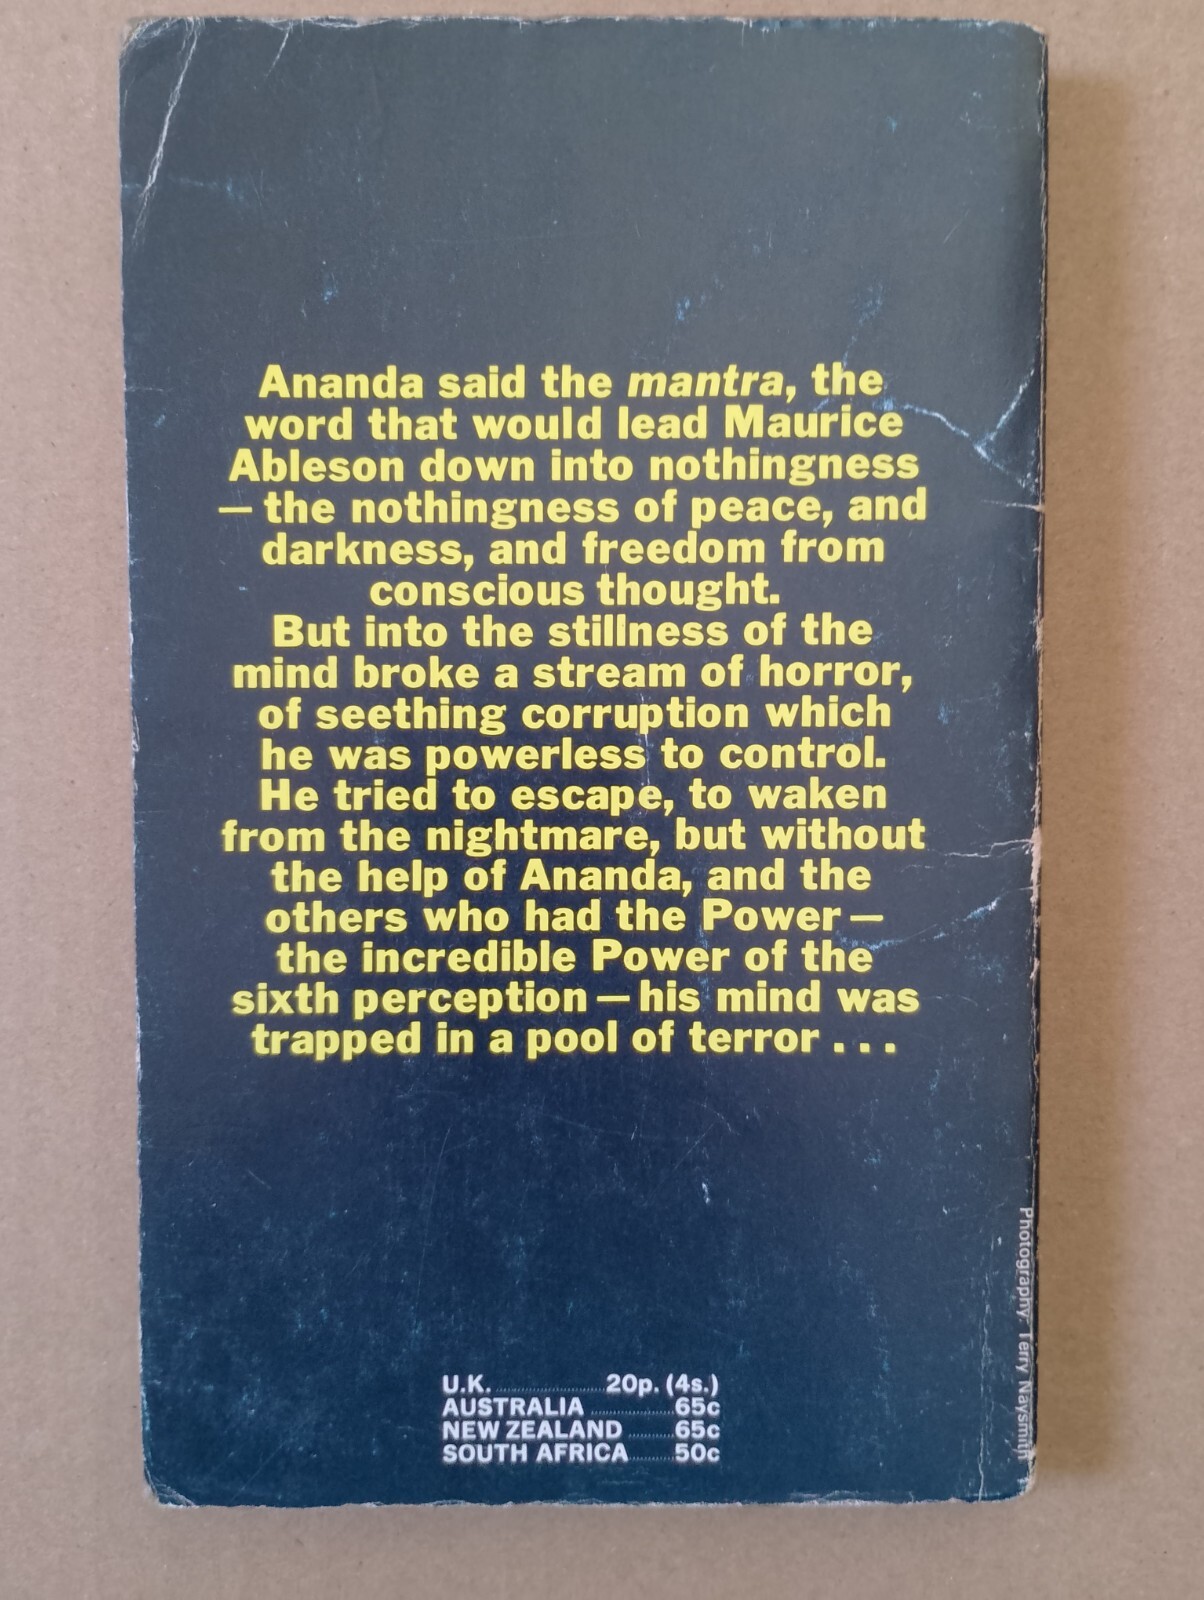 Ananda said the mantra, the
word that would lead Maurice
Ableson down into nothingness
— the nothingness of peace, and
darkness, and freedom from
conscious thought.
But into the stillness of the
mind broke a stream of horror,
of seething corruption which
he was powerless to control.
He tried to escape, to waken
from the nightmare, but without
the help of Ananda, and the
others who had the Power —
the incredible Power of the
sixth perception — his mind was
trapped in a pool of terror . . .
U.K. .................... 20p. (4s.)
AUSTRALIA ............... 65c
NEW ZEALAND ......... 65c
SOUTH AFRICA ......... 50c
Photography: Terry Naysmith